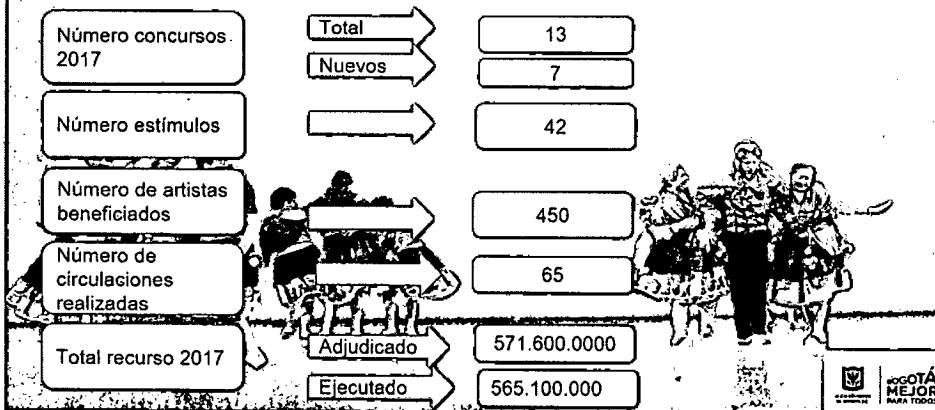 Número concursos
2017
Total
13
Nuevos
7
Número estímulos
42
Número de artistas
beneficiados
450
Número de
circulaciones
realizadas
65
Total recurso 2017
Adjudicado
571.600.0000
Ejecutado
565.100.000
BOGOTÁ
MEJOR
PARA TODOS